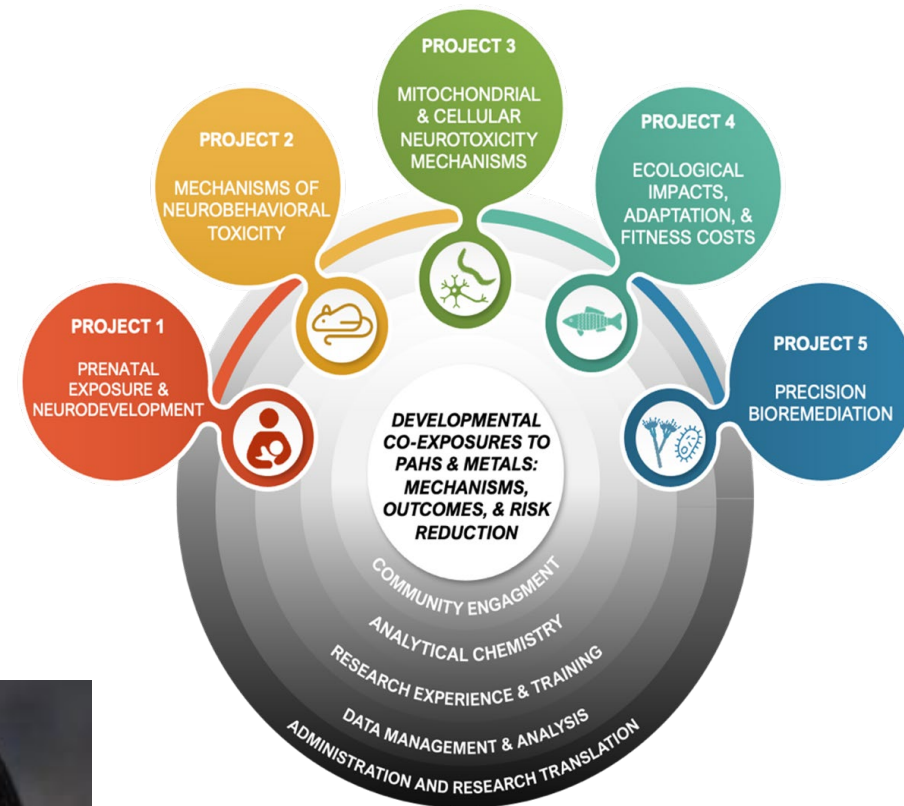 PROJECT 1
PRENATAL
EXPOSURE &
NEURODEVELOPMENT
PROJECT 2
MECHANISMS OF
NEUROBEHAVIORAL
TOXICITY
PROJECT 3
MITOCHONDRIAL
& CELLULAR
NEUROTOXICITY
MECHANISMS
PROJECT 4
ECOLOGICAL
IMPACTS,
ADAPTATION, &
FITNESS COSTS
PROJECT 5
PRECISION
BIOREMEDIATION
DEVELOPMENTAL
CO-EXPOSURES TO
PAHS & METALS:
MECHANISMS,
OUTCOMES, & RISK
REDUCTION
COMMUNITY ENGAGMENT
ANALYTICAL CHEMISTRY
RESEARCH EXPERIENCE & TRAINING
DATA MANAGEMENT & ANALYSIS
ADMINISTRATION AND RESEARCH TRANSLATION